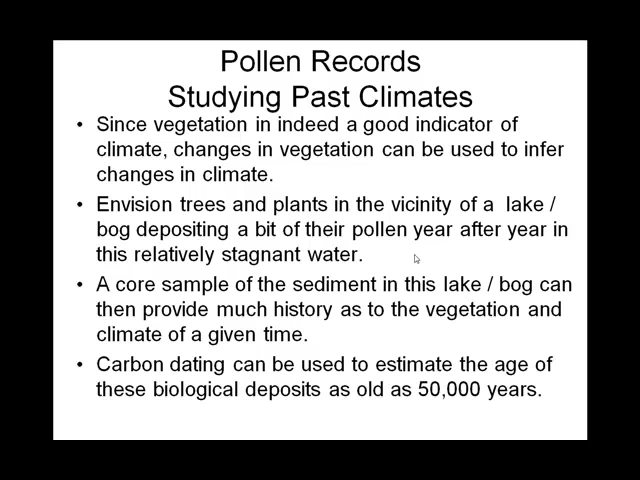 Pollen Records
Studying Past Climates
• Since vegetation in indeed a good indicator of
climate, changes in vegetation can be used to infer
changes in climate.
• Envision trees and plants in the vicinity of a lake /
bog depositing a bit of their pollen year after year in
this relatively stagnant water.
• A core sample of the sediment in this lake / bog can
then provide much history as to the vegetation and
climate of a given time.
• Carbon dating can be used to estimate the age of
these biological deposits as old as 50,000 years.